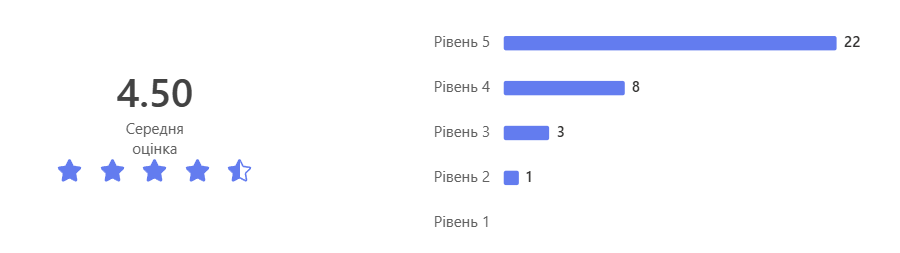 4.50
Середня
оцінка
Рівень 5 22
Рівень 4 8
Рівень 3 3
Рівень 2 1
Рівень 1